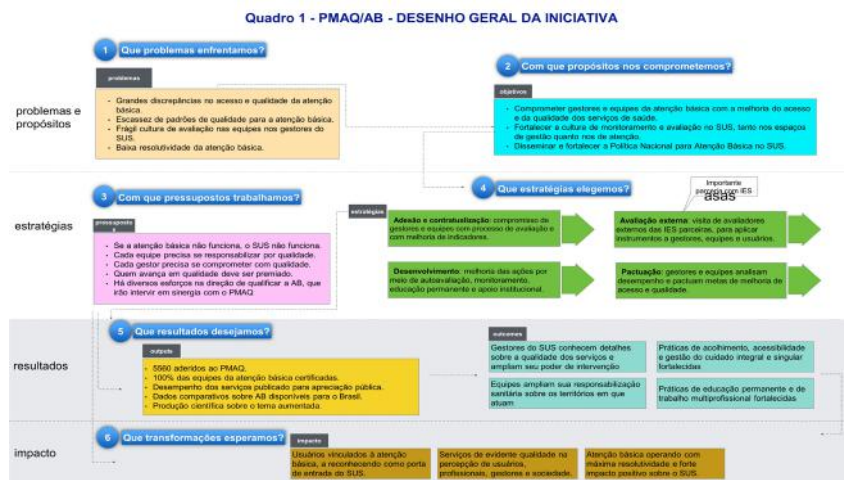 Quadro 1 - PMAQ/AB - DESENHO GERAL DA INICIATIVA
1 Que problemas enfrentamos?
problemas
problemas e
propósitos
- Grandes discrepâncias no acesso e qualidade da atenção
básica.
- Escassez de padrões de qualidade para a atenção básica.
- Frágil cultura de avaliação nas equipes nos gestores do
SUS.
- Baixa resolutividade da atenção básica.
2 Com que propósitos nos comprometemos?
objetivos
- Comprometer gestores e equipes da atenção básica com a melhoria do acesso
e da qualidade dos serviços de saúde.
- Fortalecer a cultura de monitoramento e avaliação no SUS, tanto nos espaços
de gestão quanto nos de atenção.
- Disseminar e fortalecer a Política Nacional para Atenção Básica no SUS.
3 Com que pressupostos trabalhamos?
estratégias
pressuposto
s
- Se a atenção básica não funciona, o SUS não funciona.
- Cada equipe precisa se responsabilizar por qualidade.
- Cada gestor precisa se comprometer com qualidade.
- Quem avança em qualidade deve ser premiado.
- Há diversos esforços na direção de qualificar a AB, que
irão intervir em sinergia com o PMAQ
4 Que estratégias elegemos?
Importante
parceria com IES
asas
estratégias
Adesão e contratualização: compromisso de
gestores e equipes com processo de avaliação e
com melhoria de indicadores.
Avaliação externa: visita de avaliadores
externos das IES parceiras, para aplicar
instrumentos a gestores, equipes e usuários.
Desenvolvimento: melhoria das ações por
meio de autoavaliação, monitoramento,
educação permanente e apoio institucional.
Pactuação: gestores e equipes analisam
desempenho e pactuam metas de melhoria de
acesso e qualidade.
5 Que resultados desejamos?
resultados
outputs
- 5560 aderidos ao PMAQ.
- 100% das equipes da atenção básica certificadas.
- Desempenho dos serviços publicado para apreciação pública.
- Dados comparativos sobre AB disponíveis para o Brasil.
- Produção científica sobre o tema aumentada.
outcomes
Gestores do SUS conhecem detalhes
sobre a qualidade dos serviços e
ampliam seu poder de intervenção
Práticas de acolhimento, acessibilidade
e gestão do cuidado integral e singular
fortalecidas
Equipes ampliam sua responsabilização
sanitária sobre os territórios em que
atuam
Práticas de educação permanente e de
trabalho multiprofissional fortalecidas
6 Que transformações esperamos?
impacto
impacto
Usuários vinculados à atenção
básica, a reconhecendo como porta
de entrada do SUS.
Serviços de evidente qualidade na
percepção de usuários,
profissionais, gestores e sociedade.
Atenção básica operando com
máxima resolutividade e forte
impacto positivo sobre o SUS.